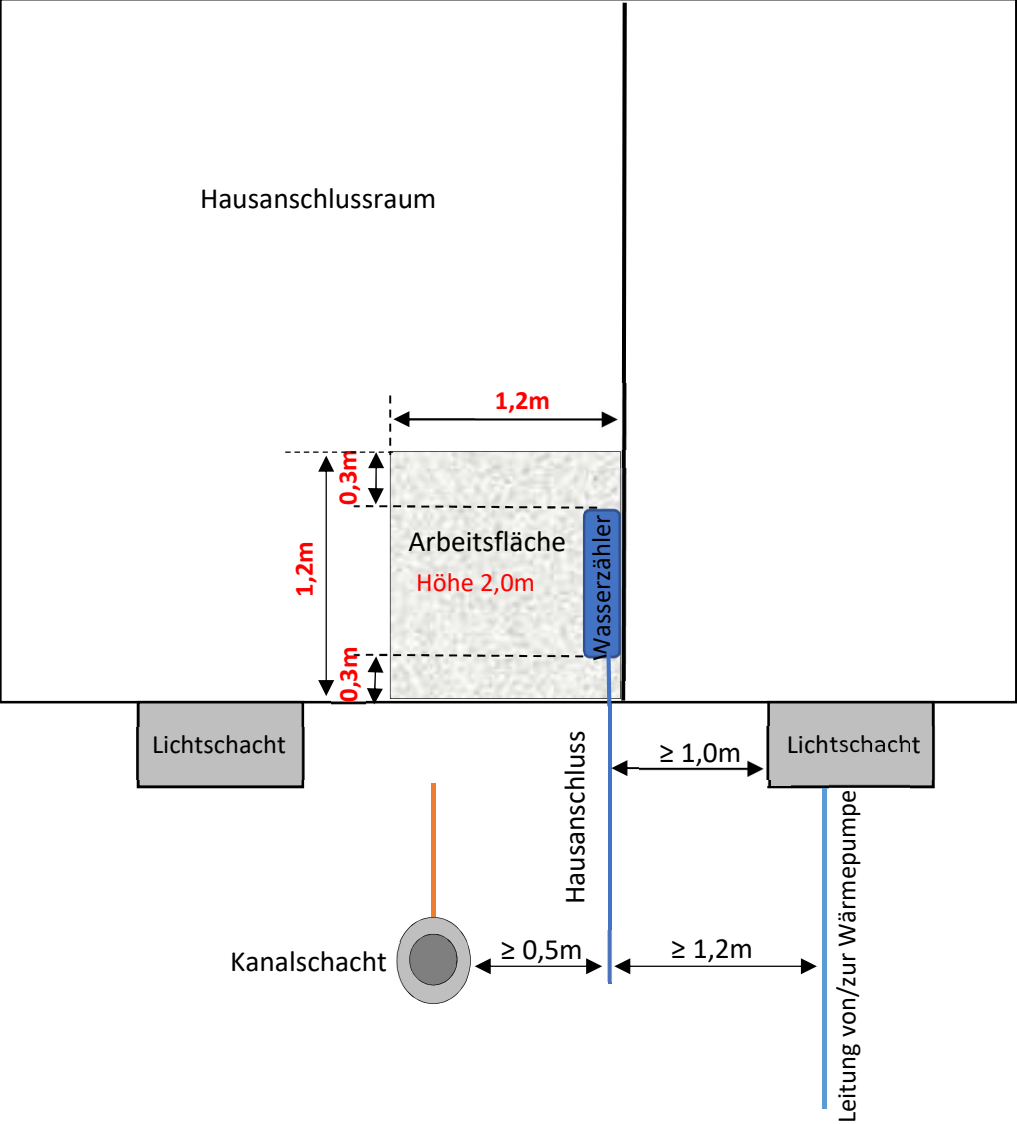 Hausanschlussraum
1,2m
0,3m
Arbeitsfläche
Höhe 2,0m
Wasserzähler
1,2m
0,3m
Lichtschacht
Lichtschacht
≥ 1,0m
Hausanschluss
Leitung von/zur Wärmepumpe
Kanalschacht
≥ 0,5m
≥ 1,2m